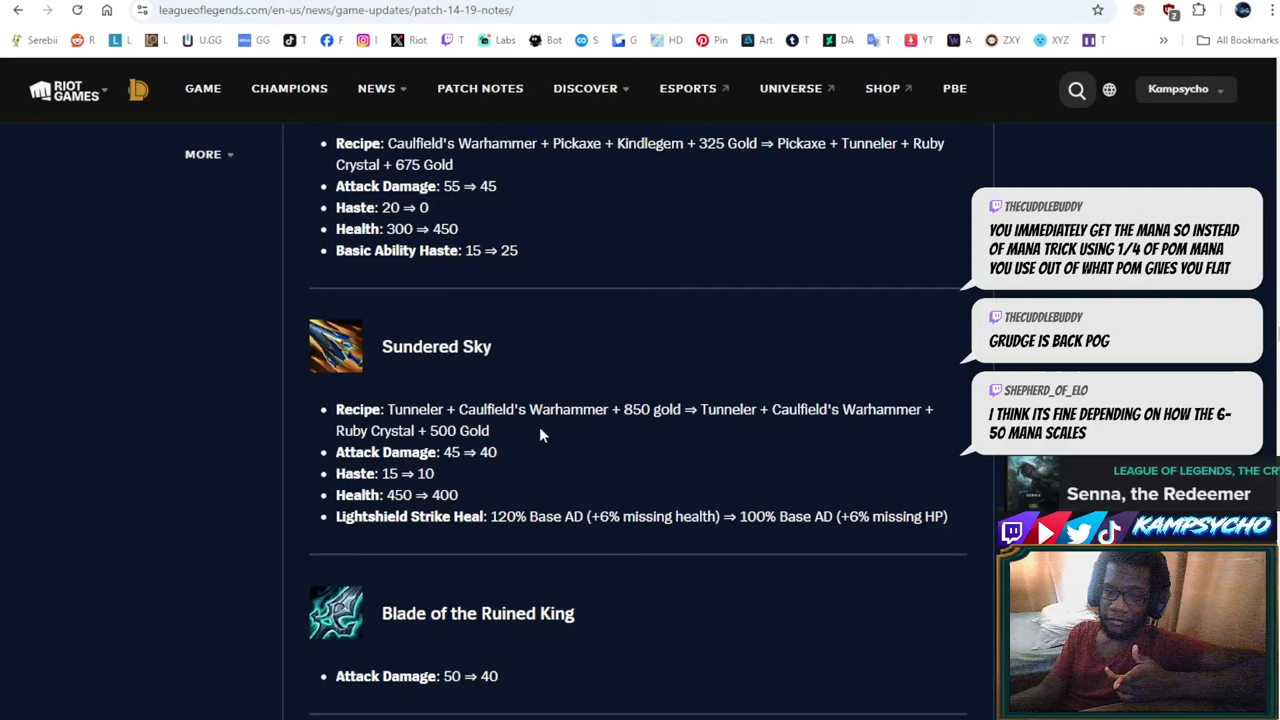 leagueoflegends.com/en-us/news/game-updates/patch-14-19-notes/
2
Serebii R L L U.GG GG T F I Riot T Labs Bot S G HD Pin Art T DA T YT A ZXY XYZ T » All Bookmarks
RIOT GAMES GAME CHAMPIONS NEWS PATCH NOTES DISCOVER ESPORTS UNIVERSE SHOP PBE Kampsycho
MORE
Recipe: Caulfield's Warhammer + Pickaxe + Kindlegem + 325 Gold ⇒ Pickaxe + Tunneler + Ruby
Crystal + 675 Gold
Attack Damage: 55 ⇒ 45
Haste: 20 ⇒ 0
Health: 300 ⇒ 450
Basic Ability Haste: 15 ⇒ 25
Sundered Sky
Recipe: Tunneler + Caulfield's Warhammer + 850 gold ⇒ Tunneler + Caulfield's Warhammer +
Ruby Crystal + 500 Gold
Attack Damage: 45 ⇒ 40
Haste: 15 ⇒ 10
Health: 450 ⇒ 400
Lightshield Strike Heal: 120% Base AD (+6% missing health) ⇒ 100% Base AD (+6% missing HP)
Blade of the Ruined King
Attack Damage: 50 ⇒ 40
THECUDDLEBUDDY
YOU IMMEDIATELY GET THE MANA SO INSTEAD
OF MANA TRICK USING 1/4 OF POM MANA
YOU USE OUT OF WHAT POM GIVES YOU FLAT
THECUDDLEBUDDY
GRUDGE IS BACK POG
SHEPHERD_OF_ELO
I THINK ITS FINE DEPENDING ON HOW THE 6-
50 MANA SCALES
LEAGUE OF LEGENDS, THE CR
Senna, the Redeemer
KAMPSYCHO